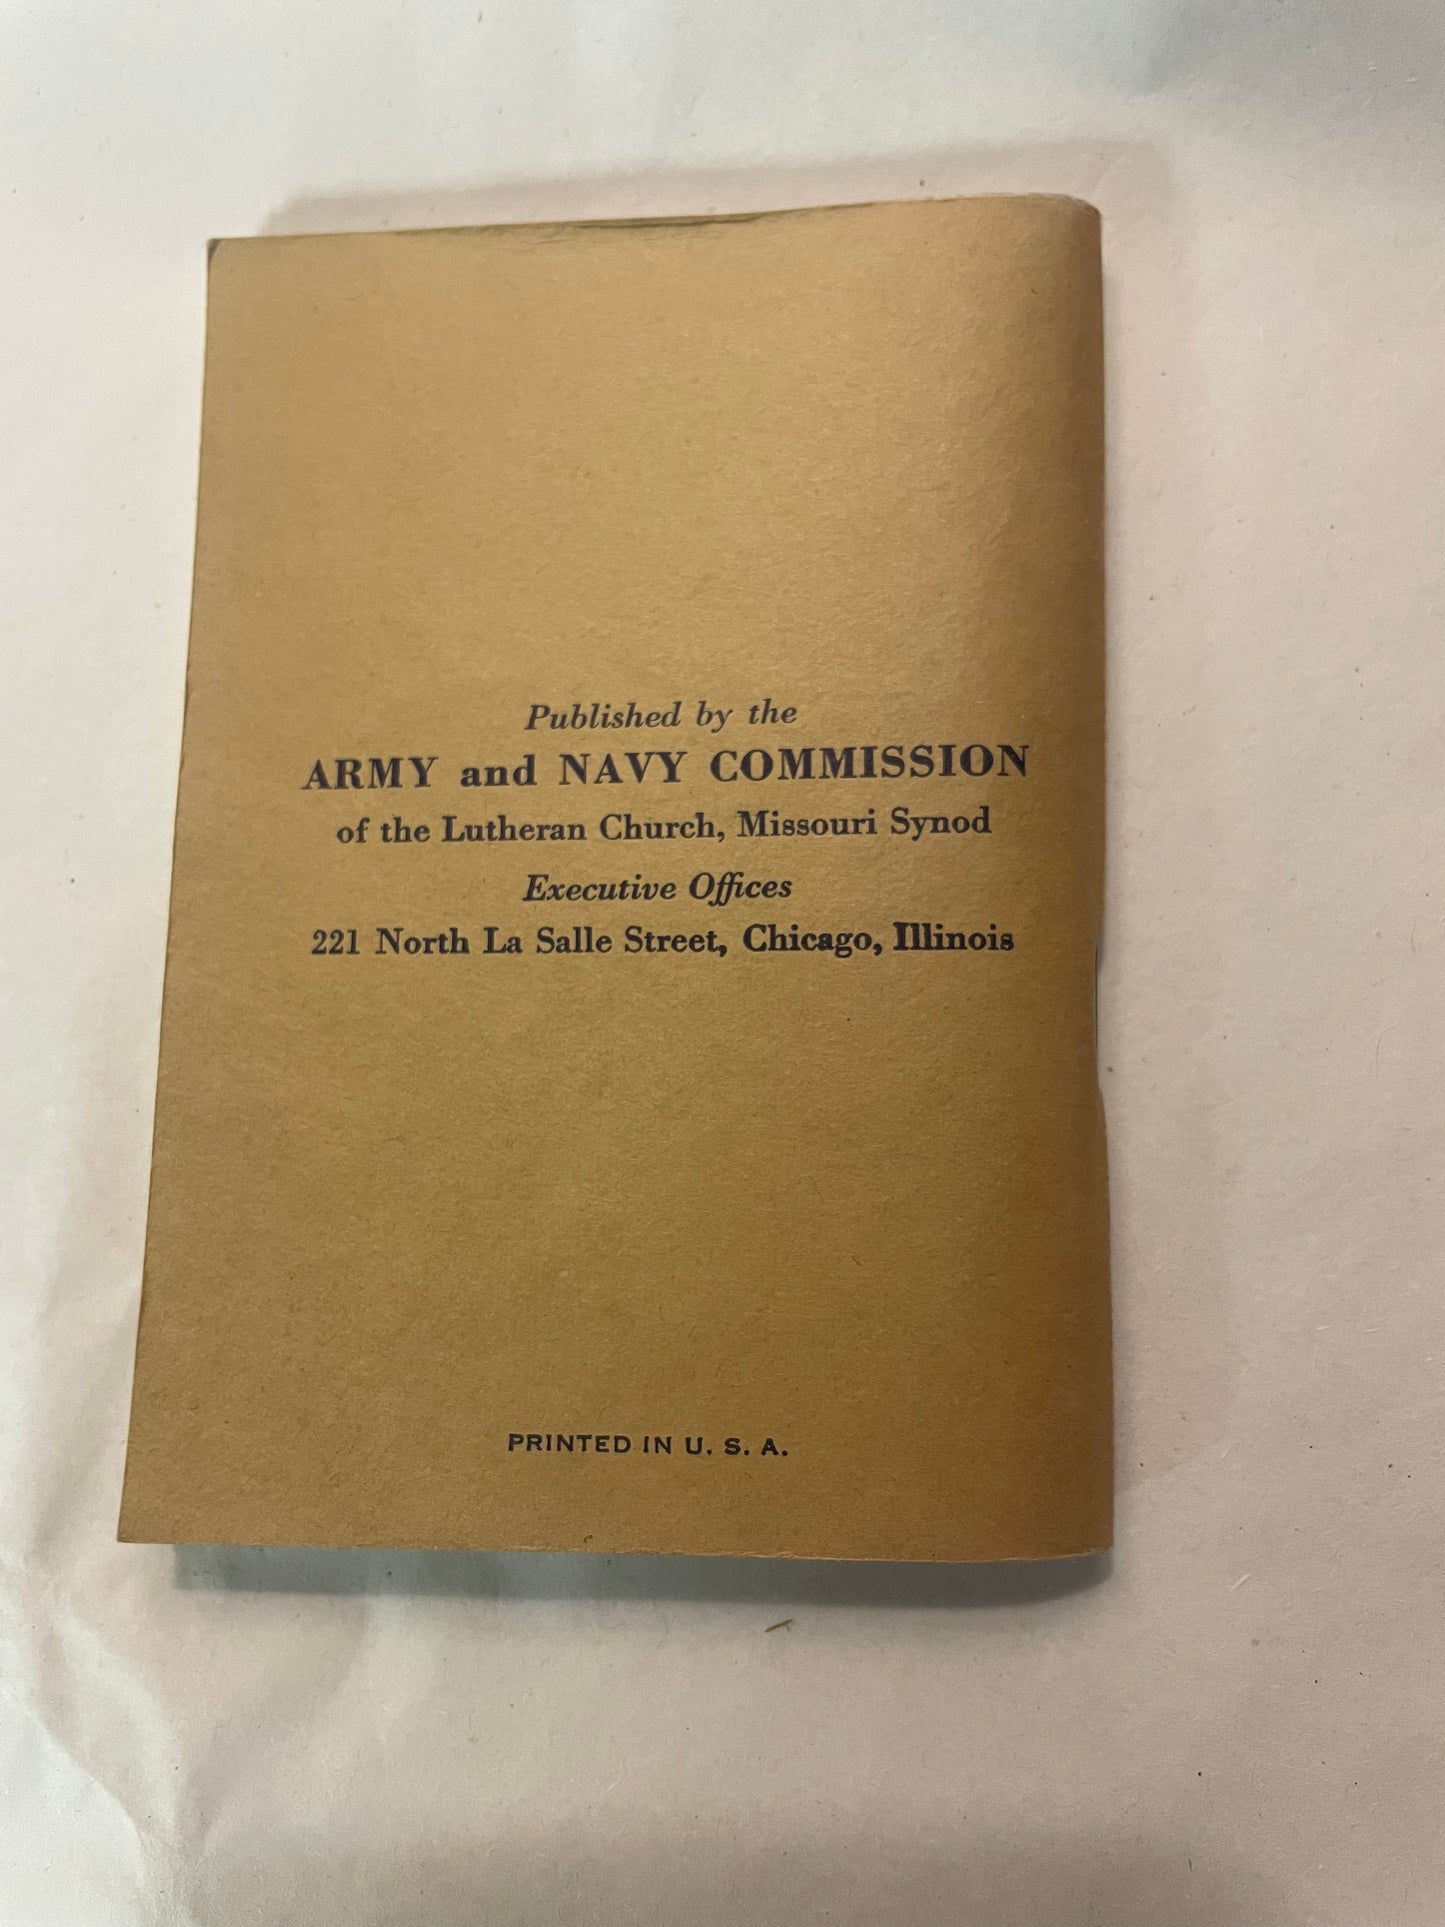 Published by the
ARMY and NAVY COMMISSION
of the Lutheran Church, Missouri Synod
Executive Offices
221 North La Salle Street, Chicago, Illinois
PRINTED IN U. S. A.